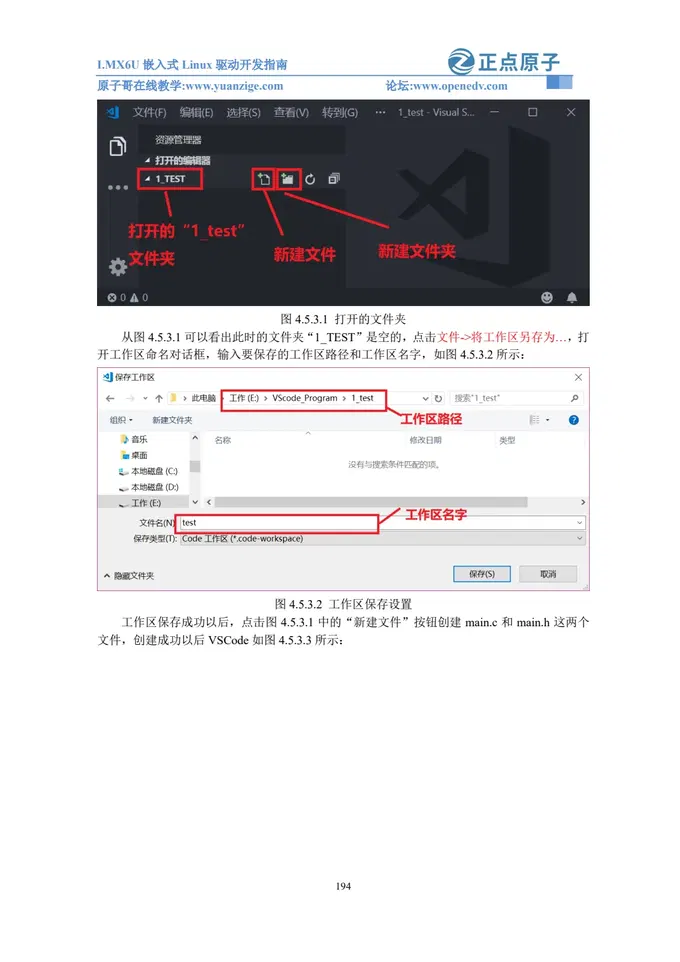 I.MX6U 嵌入式 Linux 驱动开发指南
正点原子
原子哥在线教学:www.yuanzige.com 论坛:www.openedv.com
文件(F) 编辑(E) 选择(S) 查看(V) 转到(G) ··· 1_test - Visual S...
资源管理器
打开的编辑器
1_TEST
打开的“1_test”
文件夹
新建文件
新建文件夹
0 0
图 4.5.3.1 打开的文件夹
从图 4.5.3.1 可以看出此时的文件夹“1_TEST”是空的，点击文件->将工作区另存为…，打
开工作区命名对话框，输入要保存的工作区路径和工作区名字，如图 4.5.3.2 所示：
保存工作区
此电脑 › 工作 (E:) › VScode_Program › 1_test
搜索"1_test"
工作区路径
组织 新建文件夹
音乐
名称 修改日期 类型
桌面
没有与搜索条件匹配的项。
本地磁盘 (C:)
本地磁盘 (D:)
工作 (E:)
工作区名字
文件名(N): test
保存类型(T): Code 工作区 (*.code-workspace)
隐藏文件夹
保存(S) 取消
图 4.5.3.2 工作区保存设置
工作区保存成功以后，点击图 4.5.3.1 中的“新建文件”按钮创建 main.c 和 main.h 这两个
文件，创建成功以后 VSCode 如图 4.5.3.3 所示：
194